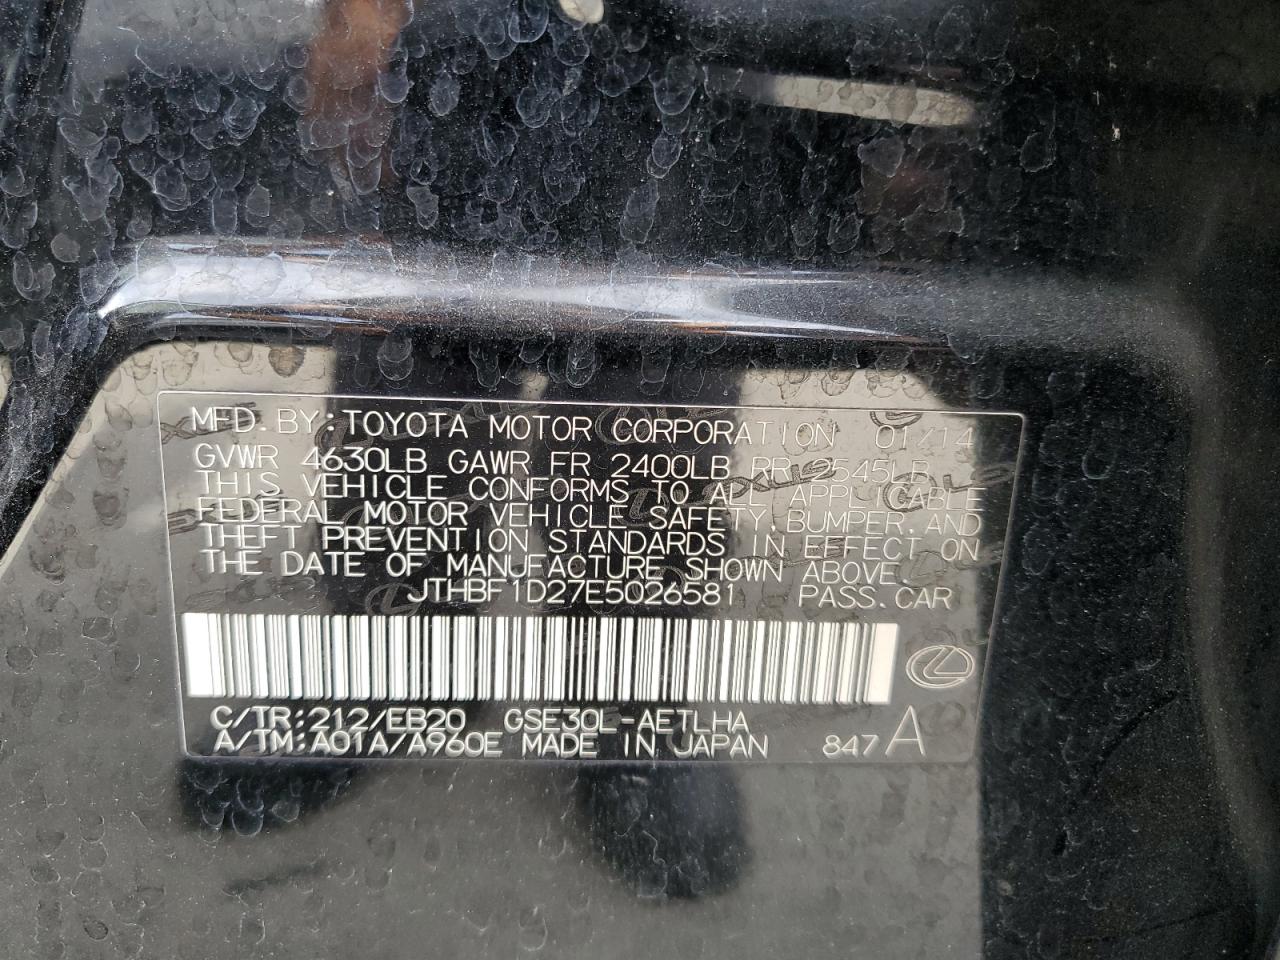 MFD. BY: TOYOTA MOTOR CORPORATION 01/14
GVWR 4630LB GAWR FR 2400LB RR 2545LB
THIS VEHICLE CONFORMS TO ALL APPLICABLE
FEDERAL MOTOR VEHICLE SAFETY, BUMPER, AND
THEFT PREVENTION STANDARDS IN EFFECT ON
THE DATE OF MANUFACTURE SHOWN ABOVE.
JTHBF1D27E5026581 PASS. CAR
C/TR: 212/EB20 GSE30L-AETLHA
A/TM: A01A/A960E MADE IN JAPAN 847 A